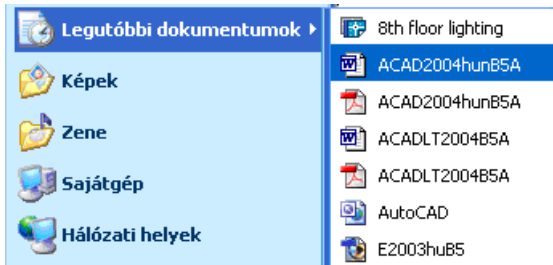 Legutóbbi dokumentumok
Képek
Zene
Sajátgép
Hálózati helyek
8th floor lighting
ACAD2004hunB5A
ACAD2004hunB5A
ACADLT2004B5A
ACADLT2004B5A
AutoCAD
E2003huB5